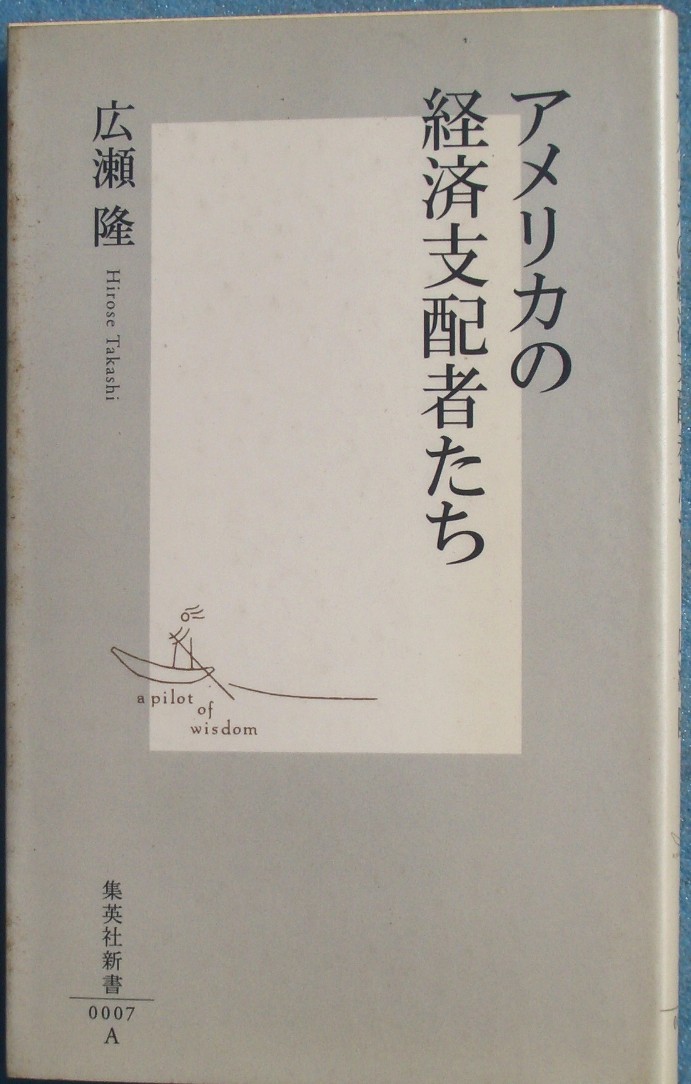 アメリカの
経済支配者たち
広瀬 隆
Hirose Takashi
a pilot
of
wisdom
集英社新書
0007
A